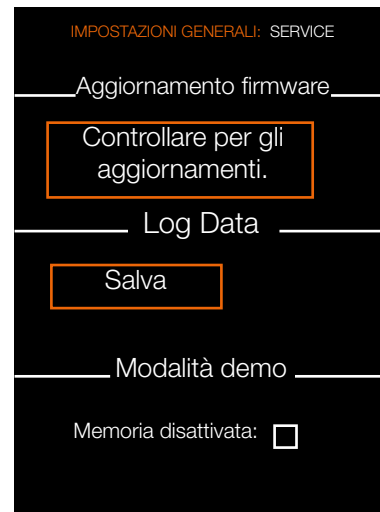 IMPOSTAZIONI GENERALI: SERVICE
Aggiornamento firmware
Controllare per gli
aggiornamenti.
Log Data
Salva
Modalità demo
Memoria disattivata: